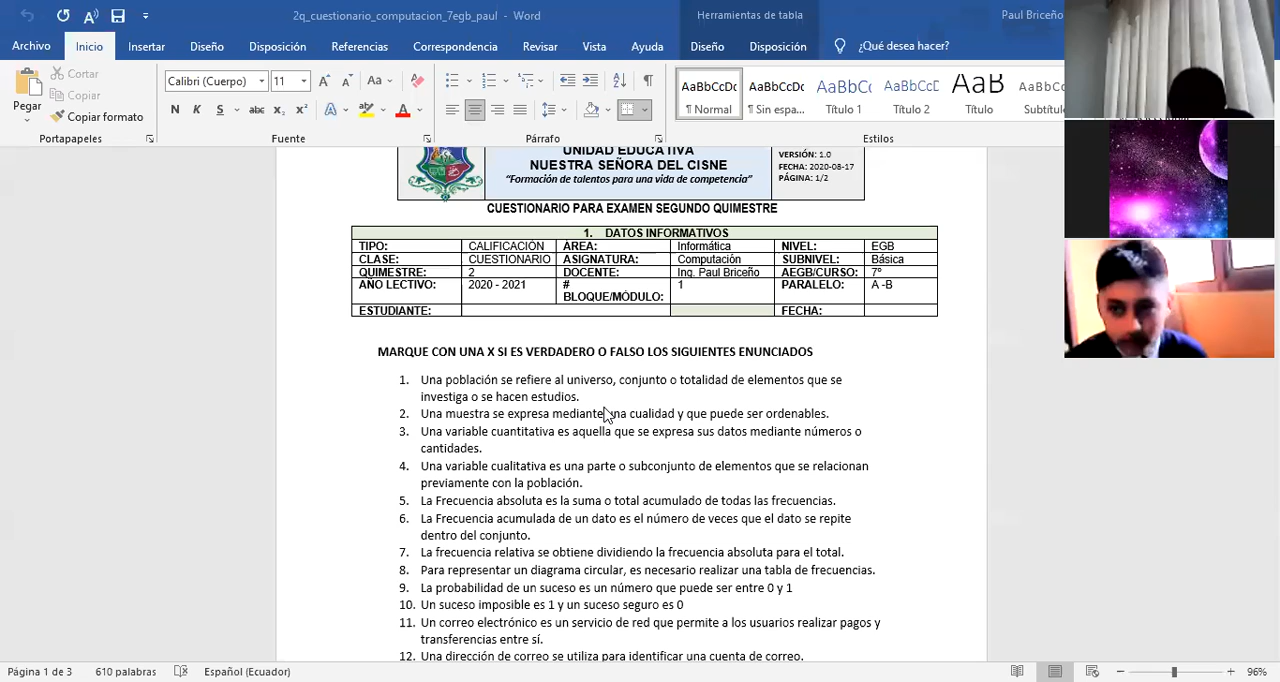 2q_cuestionario_computacion_7egb_paul - Word
Herramientas de tabla
Paul Briceño
Archivo Inicio Insertar Diseño Disposición Referencias Correspondencia Revisar Vista Ayuda Diseño Disposición ¿Qué desea hacer?
Pegar
Cortar
Copiar
Copiar formato
Portapapeles
Calibri (Cuerpo) 11
N K S abc x₂ x²
Fuente
Párrafo
AaBbCcDc AaBbCcDc AaBbCc AaBbCcE AaB AaBbCc
¶ Normal ¶ Sin espa... Título 1 Título 2 Título Subtítu
Estilos
UNIDAD EDUCATIVA
NUESTRA SEÑORA DEL CISNE
"Formación de talentos para una vida de competencia"
VERSIÓN: 1.0
FECHA: 2020-08-17
PÁGINA: 1/2
CUESTIONARIO PARA EXAMEN SEGUNDO QUIMESTRE
1. DATOS INFORMATIVOS
TIPO: CALIFICACIÓN ÁREA: Informática NIVEL: EGB
CLASE: CUESTIONARIO ASIGNATURA: Computación SUBNIVEL: Básica
QUIMESTRE: 2 DOCENTE: Ing. Paul Briceño AEGB/CURSO: 7º
AÑO LECTIVO: 2020 - 2021 # BLOQUE/MÓDULO: 1 PARALELO: A -B
ESTUDIANTE: FECHA:
MARQUE CON UNA X SI ES VERDADERO O FALSO LOS SIGUIENTES ENUNCIADOS
1. Una población se refiere al universo, conjunto o totalidad de elementos que se
investiga o se hacen estudios.
2. Una muestra se expresa mediante una cualidad y que puede ser ordenables.
3. Una variable cuantitativa es aquella que se expresa sus datos mediante números o
cantidades.
4. Una variable cualitativa es una parte o subconjunto de elementos que se relacionan
previamente con la población.
5. La Frecuencia absoluta es la suma o total acumulado de todas las frecuencias.
6. La Frecuencia acumulada de un dato es el número de veces que el dato se repite
dentro del conjunto.
7. La frecuencia relativa se obtiene dividiendo la frecuencia absoluta para el total.
8. Para representar un diagrama circular, es necesario realizar una tabla de frecuencias.
9. La probabilidad de un suceso es un número que puede ser entre 0 y 1
10. Un suceso imposible es 1 y un suceso seguro es 0
11. Un correo electrónico es un servicio de red que permite a los usuarios realizar pagos y
transferencias entre sí.
12. Una dirección de correo se utiliza para identificar una cuenta de correo.
Página 1 de 3 610 palabras Español (Ecuador) 96%